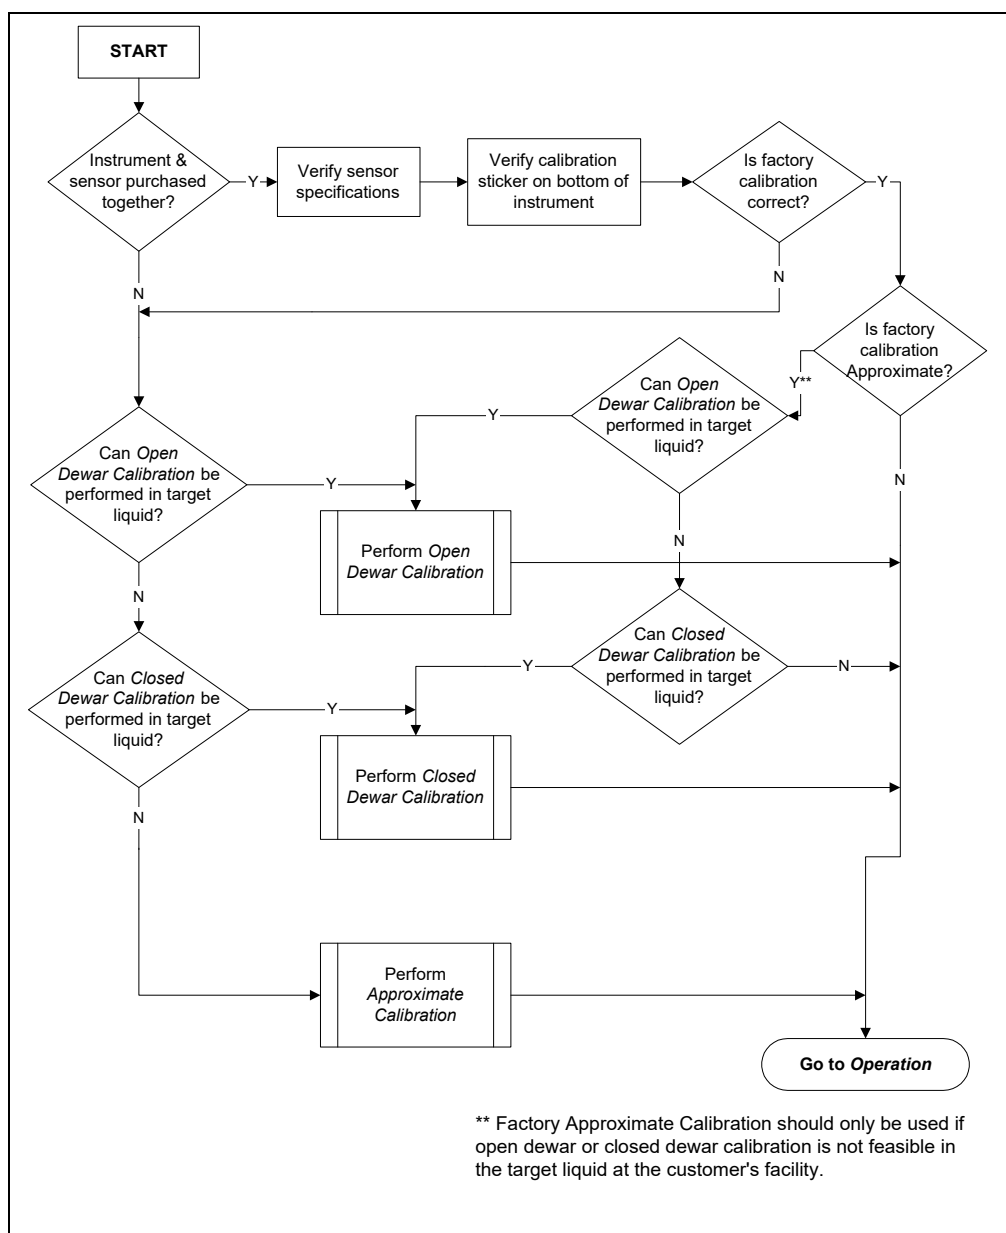 START
Instrument &
sensor purchased
together?
Y
Verify sensor
specifications
Verify calibration
sticker on bottom of
instrument
Is factory
calibration
correct?
Y
N
N
Is factory
calibration
Approximate?
Y**
N
Can Open
Dewar Calibration be
performed in target
liquid?
Y
N
Can Open
Dewar Calibration be
performed in target
liquid?
Y
N
Perform Open
Dewar Calibration
Can Closed
Dewar Calibration be
performed in target
liquid?
Y
N
Can Closed
Dewar Calibration be
performed in target
liquid?
Y
N
Perform Closed
Dewar Calibration
Perform
Approximate
Calibration
Go to Operation
** Factory Approximate Calibration should only be used if
open dewar or closed dewar calibration is not feasible in
the target liquid at the customer's facility.